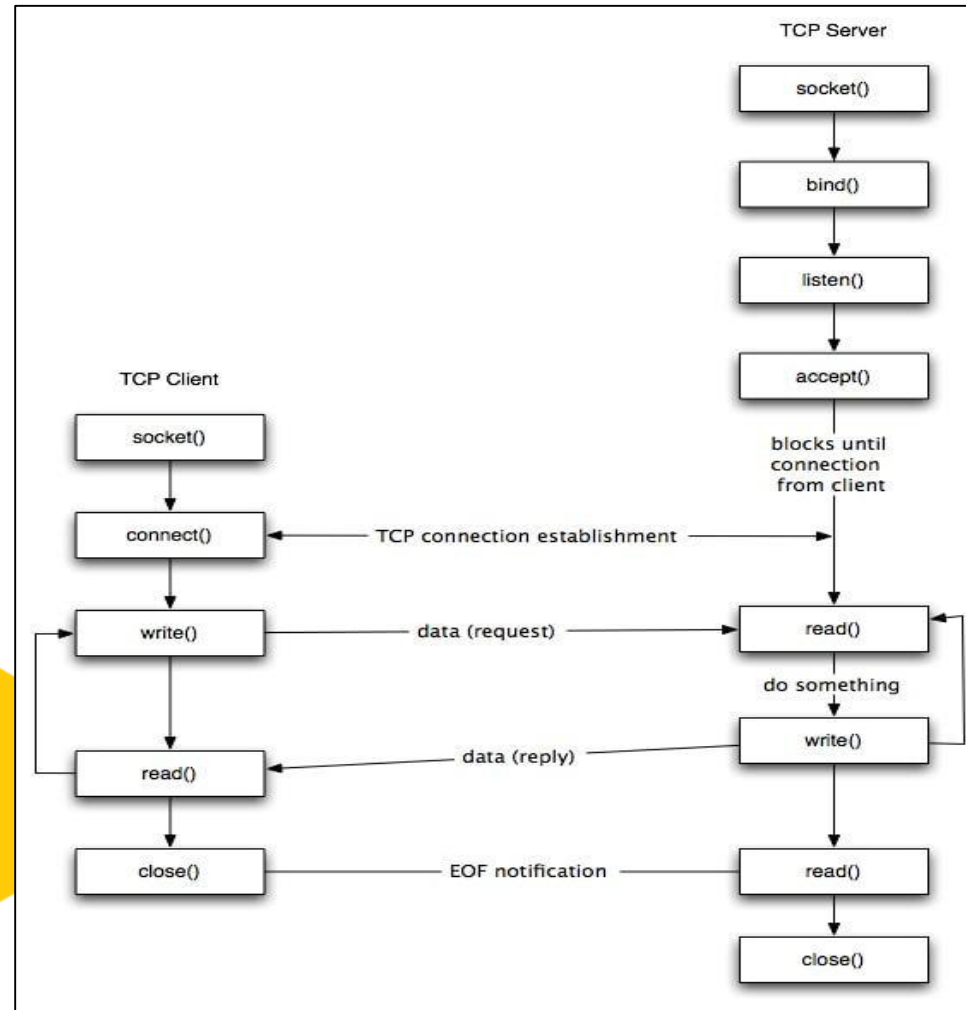 TCP Server
socket()
bind()
listen()
accept()
TCP Client
socket()
blocks until
connection
from client
connect()
TCP connection establishment
write()
data (request)
read()
do something
write()
data (reply)
read()
close()
EOF notification
read()
close()